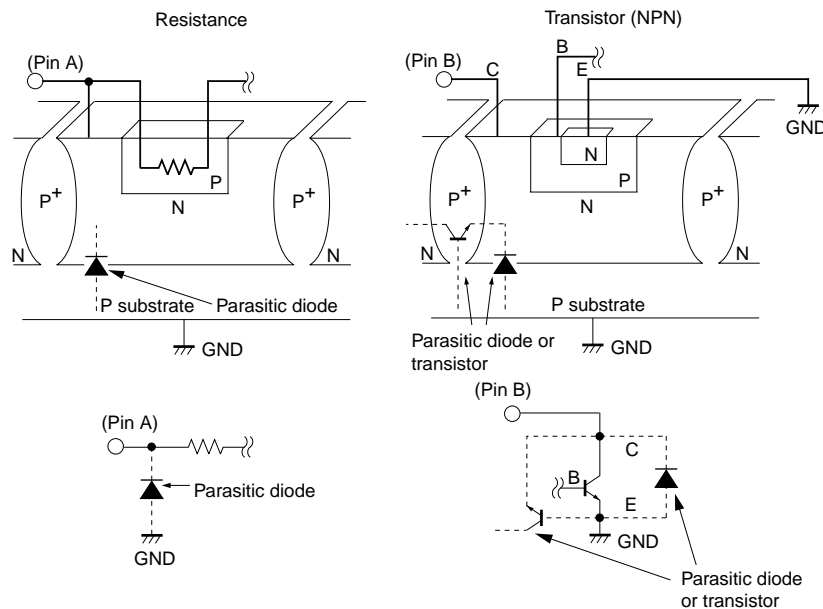 Resistance
(Pin A)
P
N
P+
P+
N
N
P substrate
Parasitic diode
GND
Transistor (NPN)
(Pin B)
C
B
E
GND
N
P
N
P+
P+
N
N
P substrate
Parasitic diode or
transistor
GND
(Pin A)
Parasitic diode
GND
(Pin B)
C
B
E
GND
Parasitic diode
or transistor